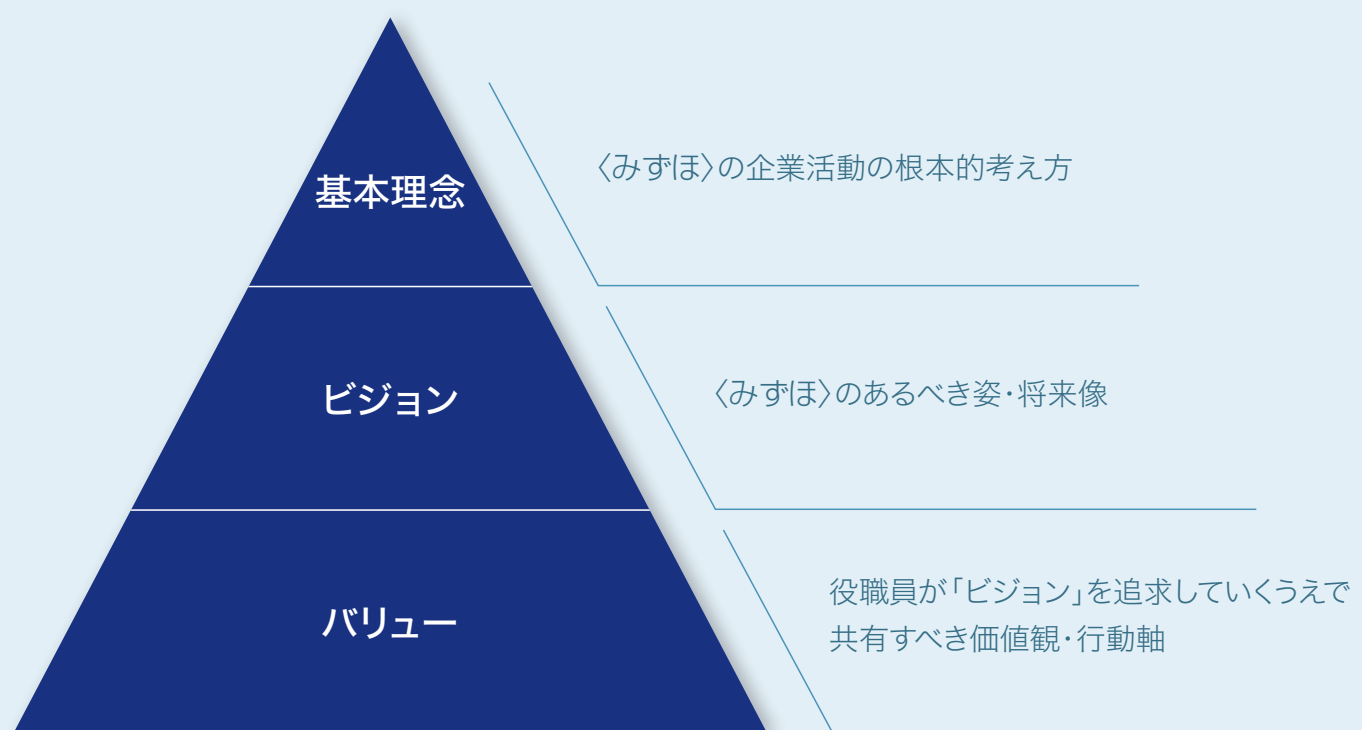 基本理念
〈みずほ〉の企業活動の根本的考え方
ビジョン
〈みずほ〉のあるべき姿・将来像
バリュー
役職員が「ビジョン」を追求していくうえで
共有すべき価値観・行動軸